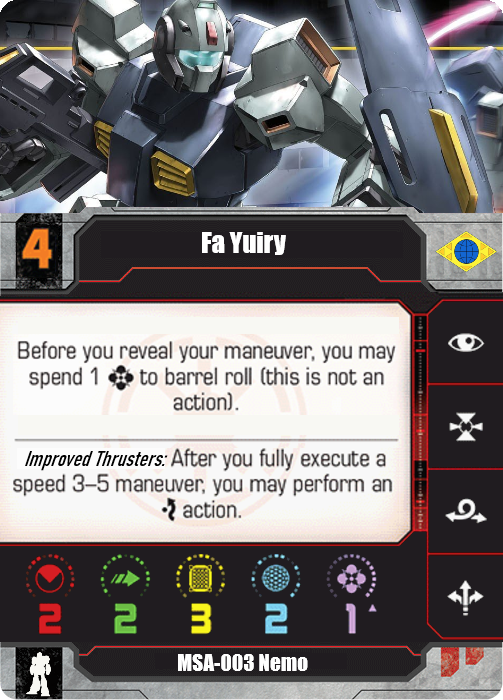 4
Fa Yuiry
Before you reveal your maneuver, you may
spend 1 to barrel roll (this is not an
action).
Improved Thrusters: After you fully execute a
speed 3–5 maneuver, you may perform an
action.
2 2 3 2 1
MSA-003 Nemo